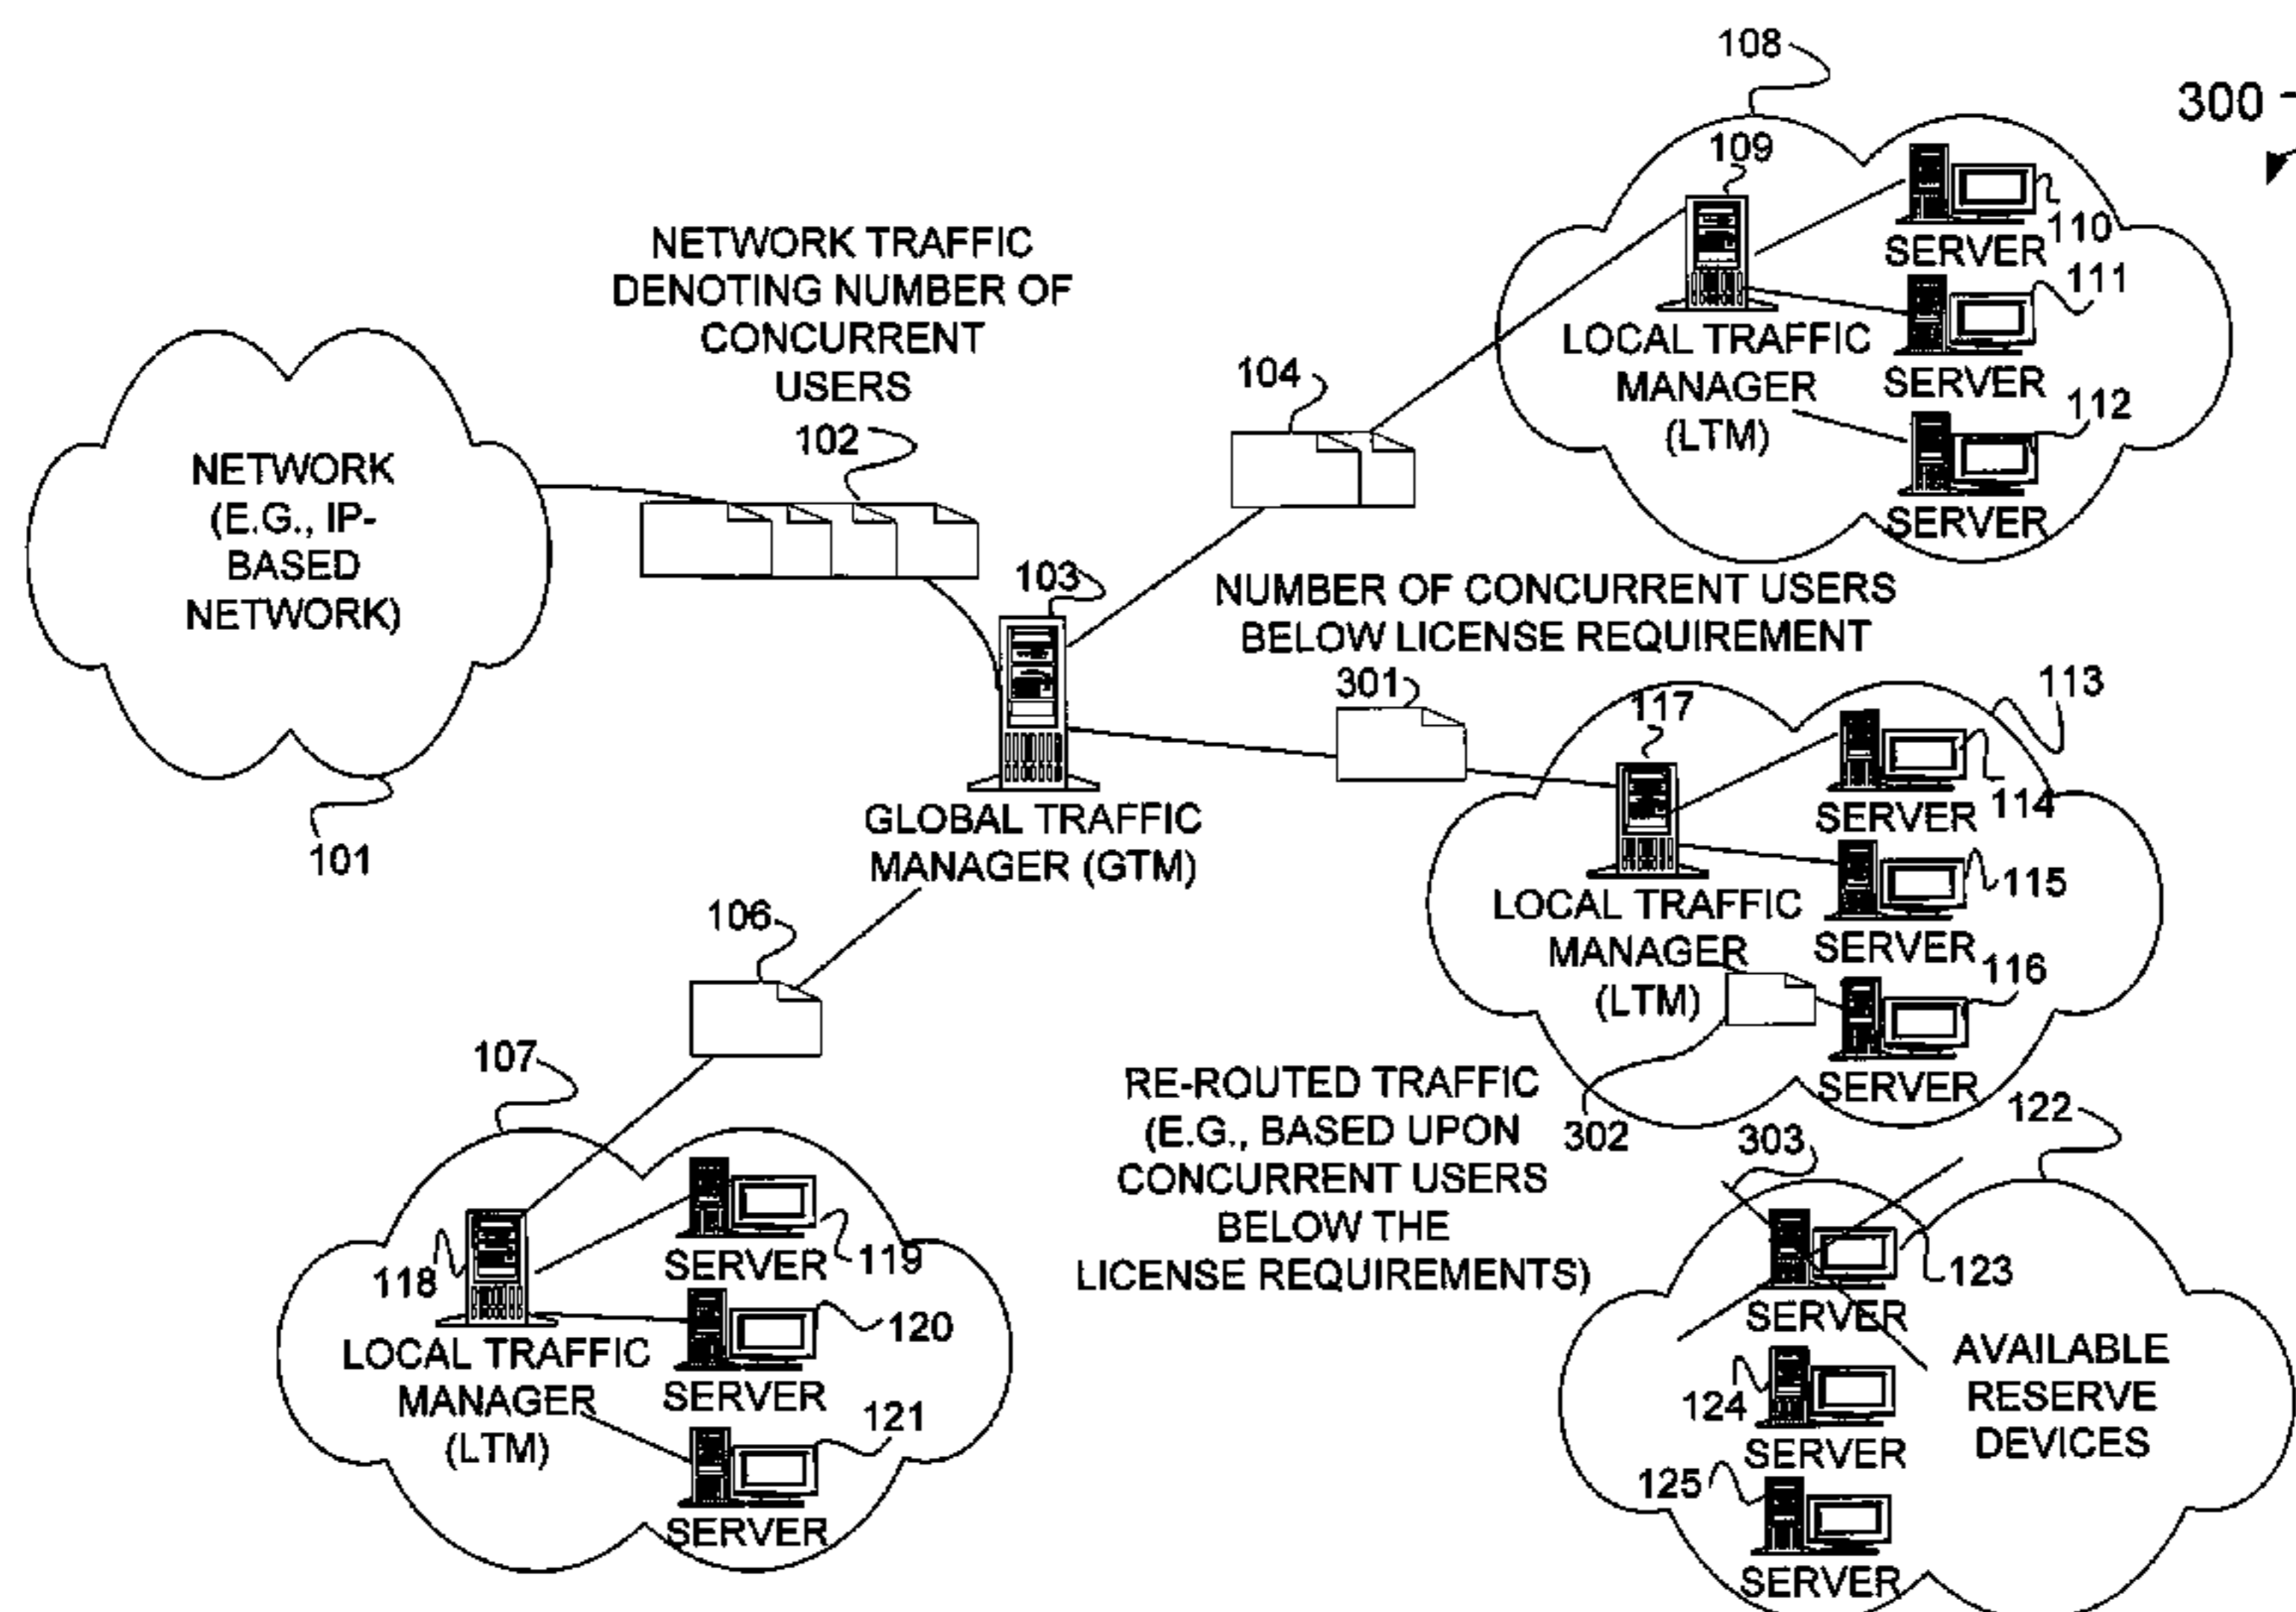 108
300
109
110
SERVER
111
NETWORK TRAFFIC
DENOTING NUMBER OF
CONCURRENT
USERS
102
104
LOCAL TRAFFIC
MANAGER
(LTM)
SERVER
112
SERVER
NETWORK
(E.G., IP-
BASED
NETWORK)
101
103
GLOBAL TRAFFIC
MANAGER (GTM)
NUMBER OF CONCURRENT USERS
BELOW LICENSE REQUIREMENT
301
117
113
114
SERVER
115
LOCAL TRAFFIC
MANAGER
(LTM)
SERVER
116
SERVER
302
106
107
118
119
SERVER
120
LOCAL TRAFFIC
MANAGER
(LTM)
SERVER
121
SERVER
RE-ROUTED TRAFFIC
(E.G., BASED UPON
CONCURRENT USERS
BELOW THE
LICENSE REQUIREMENTS)
303
122
123
SERVER
124
SERVER
125
SERVER
AVAILABLE
RESERVE
DEVICES